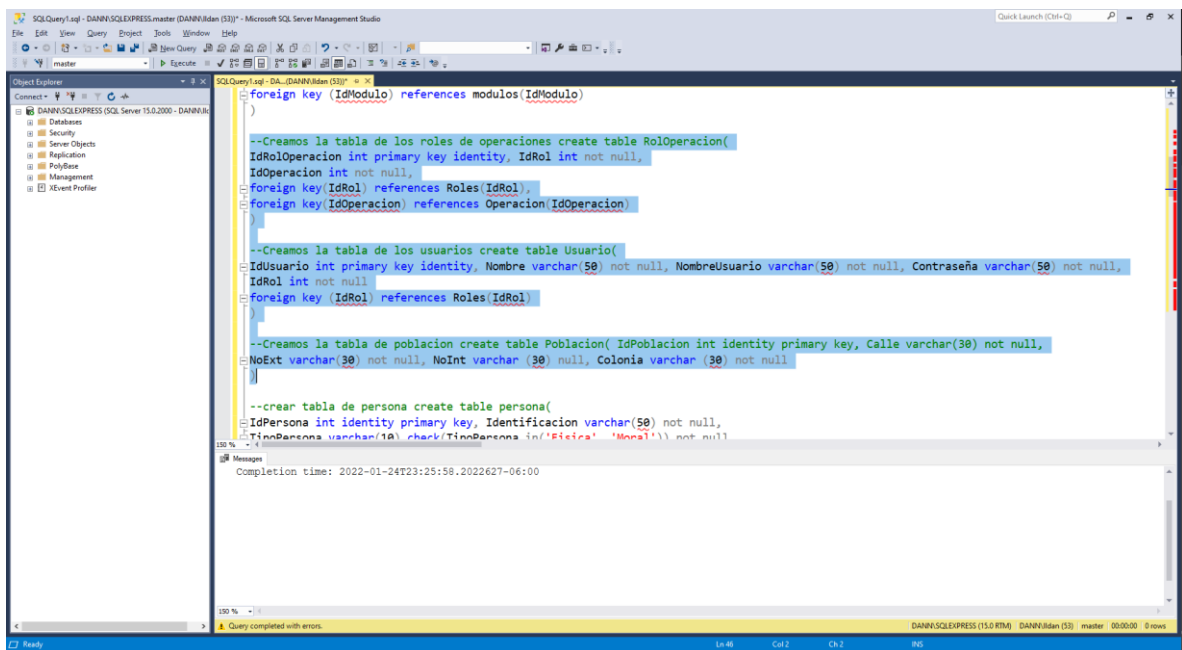 SQLQuery1.sql - DANN\SQLEXPRESS.master (DANN\lldan (53))* - Microsoft SQL Server Management Studio
Quick Launch (Ctrl+Q)
File Edit View Query Project Tools Window Help
New Query
master
Execute
Object Explorer
SQLQuery1.sql - DA...(DANN\lldan (53))*
Connect
DANN\SQLEXPRESS (SQL Server 15.0.2000 - DANN\lld
Databases
Security
Server Objects
Replication
PolyBase
Management
XEvent Profiler
foreign key (IdModulo) references modulos(IdModulo)
)
--Creamos la tabla de los roles de operaciones create table RolOperacion(
IdRolOperacion int primary key identity, IdRol int not null,
IdOperacion int not null,
foreign key(IdRol) references Roles(IdRol),
foreign key(IdOperacion) references Operacion(IdOperacion)
)
--Creamos la tabla de los usuarios create table Usuario(
IdUsuario int primary key identity, Nombre varchar(50) not null, NombreUsuario varchar(50) not null, Contraseña varchar(50) not null,
IdRol int not null
foreign key (IdRol) references Roles(IdRol)
)
--Creamos la tabla de poblacion create table Poblacion( IdPoblacion int identity primary key, Calle varchar(30) not null,
NoExt varchar(30) not null, NoInt varchar (30) null, Colonia varchar (30) not null
)
--crear tabla de persona create table persona(
IdPersona int identity primary key, Identificacion varchar(50) not null,
TipoPersona varchar(10) check(TipoPersona in('Fisica', 'Moral')) not null
150 %
Messages
Completion time: 2022-01-24T23:25:58.2022627-06:00
150 %
Query completed with errors.
DANN\SQLEXPRESS (15.0 RTM) DANN\lldan (53) master 00:00:00 0 rows
Ready
Ln 46 Col 2 Ch 2 INS